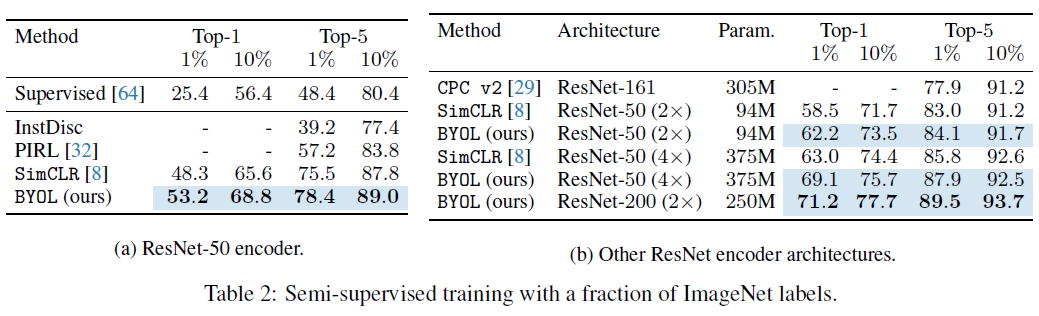 Method Top-1 Top-5
1% 10% 1% 10%
Supervised [64] 25.4 56.4 48.4 80.4
InstDisc - - 39.2 77.4
PIRL [32] - - 57.2 83.8
SimCLR [8] 48.3 65.6 75.5 87.8
BYOL (ours) 53.2 68.8 78.4 89.0
(a) ResNet-50 encoder.
Method Architecture Param. Top-1 Top-5
1% 10% 1% 10%
CPC v2 [29] ResNet-161 305M - - 77.9 91.2
SimCLR [8] ResNet-50 (2×) 94M 58.5 71.7 83.0 91.2
BYOL (ours) ResNet-50 (2×) 94M 62.2 73.5 84.1 91.7
SimCLR [8] ResNet-50 (4×) 375M 63.0 74.4 85.8 92.6
BYOL (ours) ResNet-50 (4×) 375M 69.1 75.7 87.9 92.5
BYOL (ours) ResNet-200 (2×) 250M 71.2 77.7 89.5 93.7
(b) Other ResNet encoder architectures.
Table 2: Semi-supervised training with a fraction of ImageNet labels.